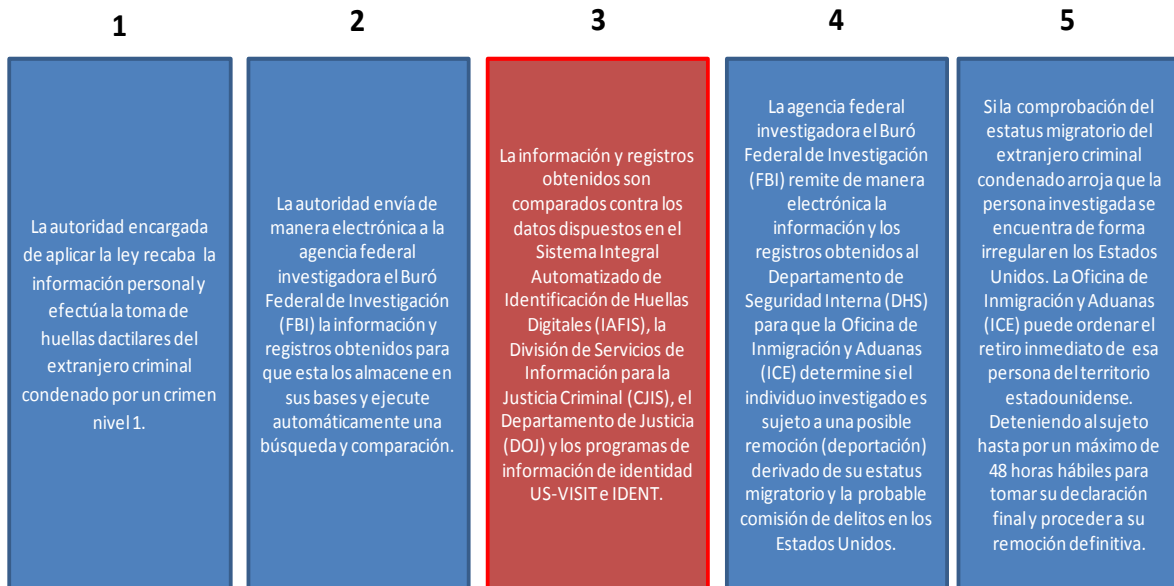 1
2
3
4
5
La autoridad encargada
de aplicar la ley recaba la
información personal y
efectúa la toma de
huellas dactilares del
extranjero criminal
condenado por un crimen
nivel 1.
La autoridad envía de
manera electrónica a la
agencia federal
investigadora el Buró
Federal de Investigación
(FBI) la información y
registros obtenidos para
que esta los almacene en
sus bases y ejecute
automáticamente una
búsqueda y comparación.
La información y registros
obtenidos son
comparados contra los
datos dispuestos en el
Sistema Integral
Automatizado de
Identificación de Huellas
Digitales (IAFIS), la
División de Servicios de
Información para la
Justicia Criminal (CJIS), el
Departamento de Justicia
(DOJ) y los programas de
información de identidad
US-VISIT e IDENT.
La agencia federal
investigadora el Buró
Federal de Investigación
(FBI) remite de manera
electrónica la
información y los
registros obtenidos al
Departamento de
Seguridad Interna (DHS)
para que la Oficina de
Inmigración y Aduanas
(ICE) determine si el
individuo investigado es
sujeto a una posible
remoción (deportación)
derivado de su estatus
migratorio y la probable
comisión de delitos en los
Estados Unidos.
Si la comprobación del
estatus migratorio del
extranjero criminal
condenado arroja que la
persona investigada se
encuentra de forma
irregular en los Estados
Unidos. La Oficina de
Inmigración y Aduanas
(ICE) puede ordenar el
retiro inmediato de esa
persona del territorio
estadounidense.
Deteniendo al sujeto
hasta por un máximo de
48 horas hábiles para
tomar su declaración
final y proceder a su
remoción definitiva.